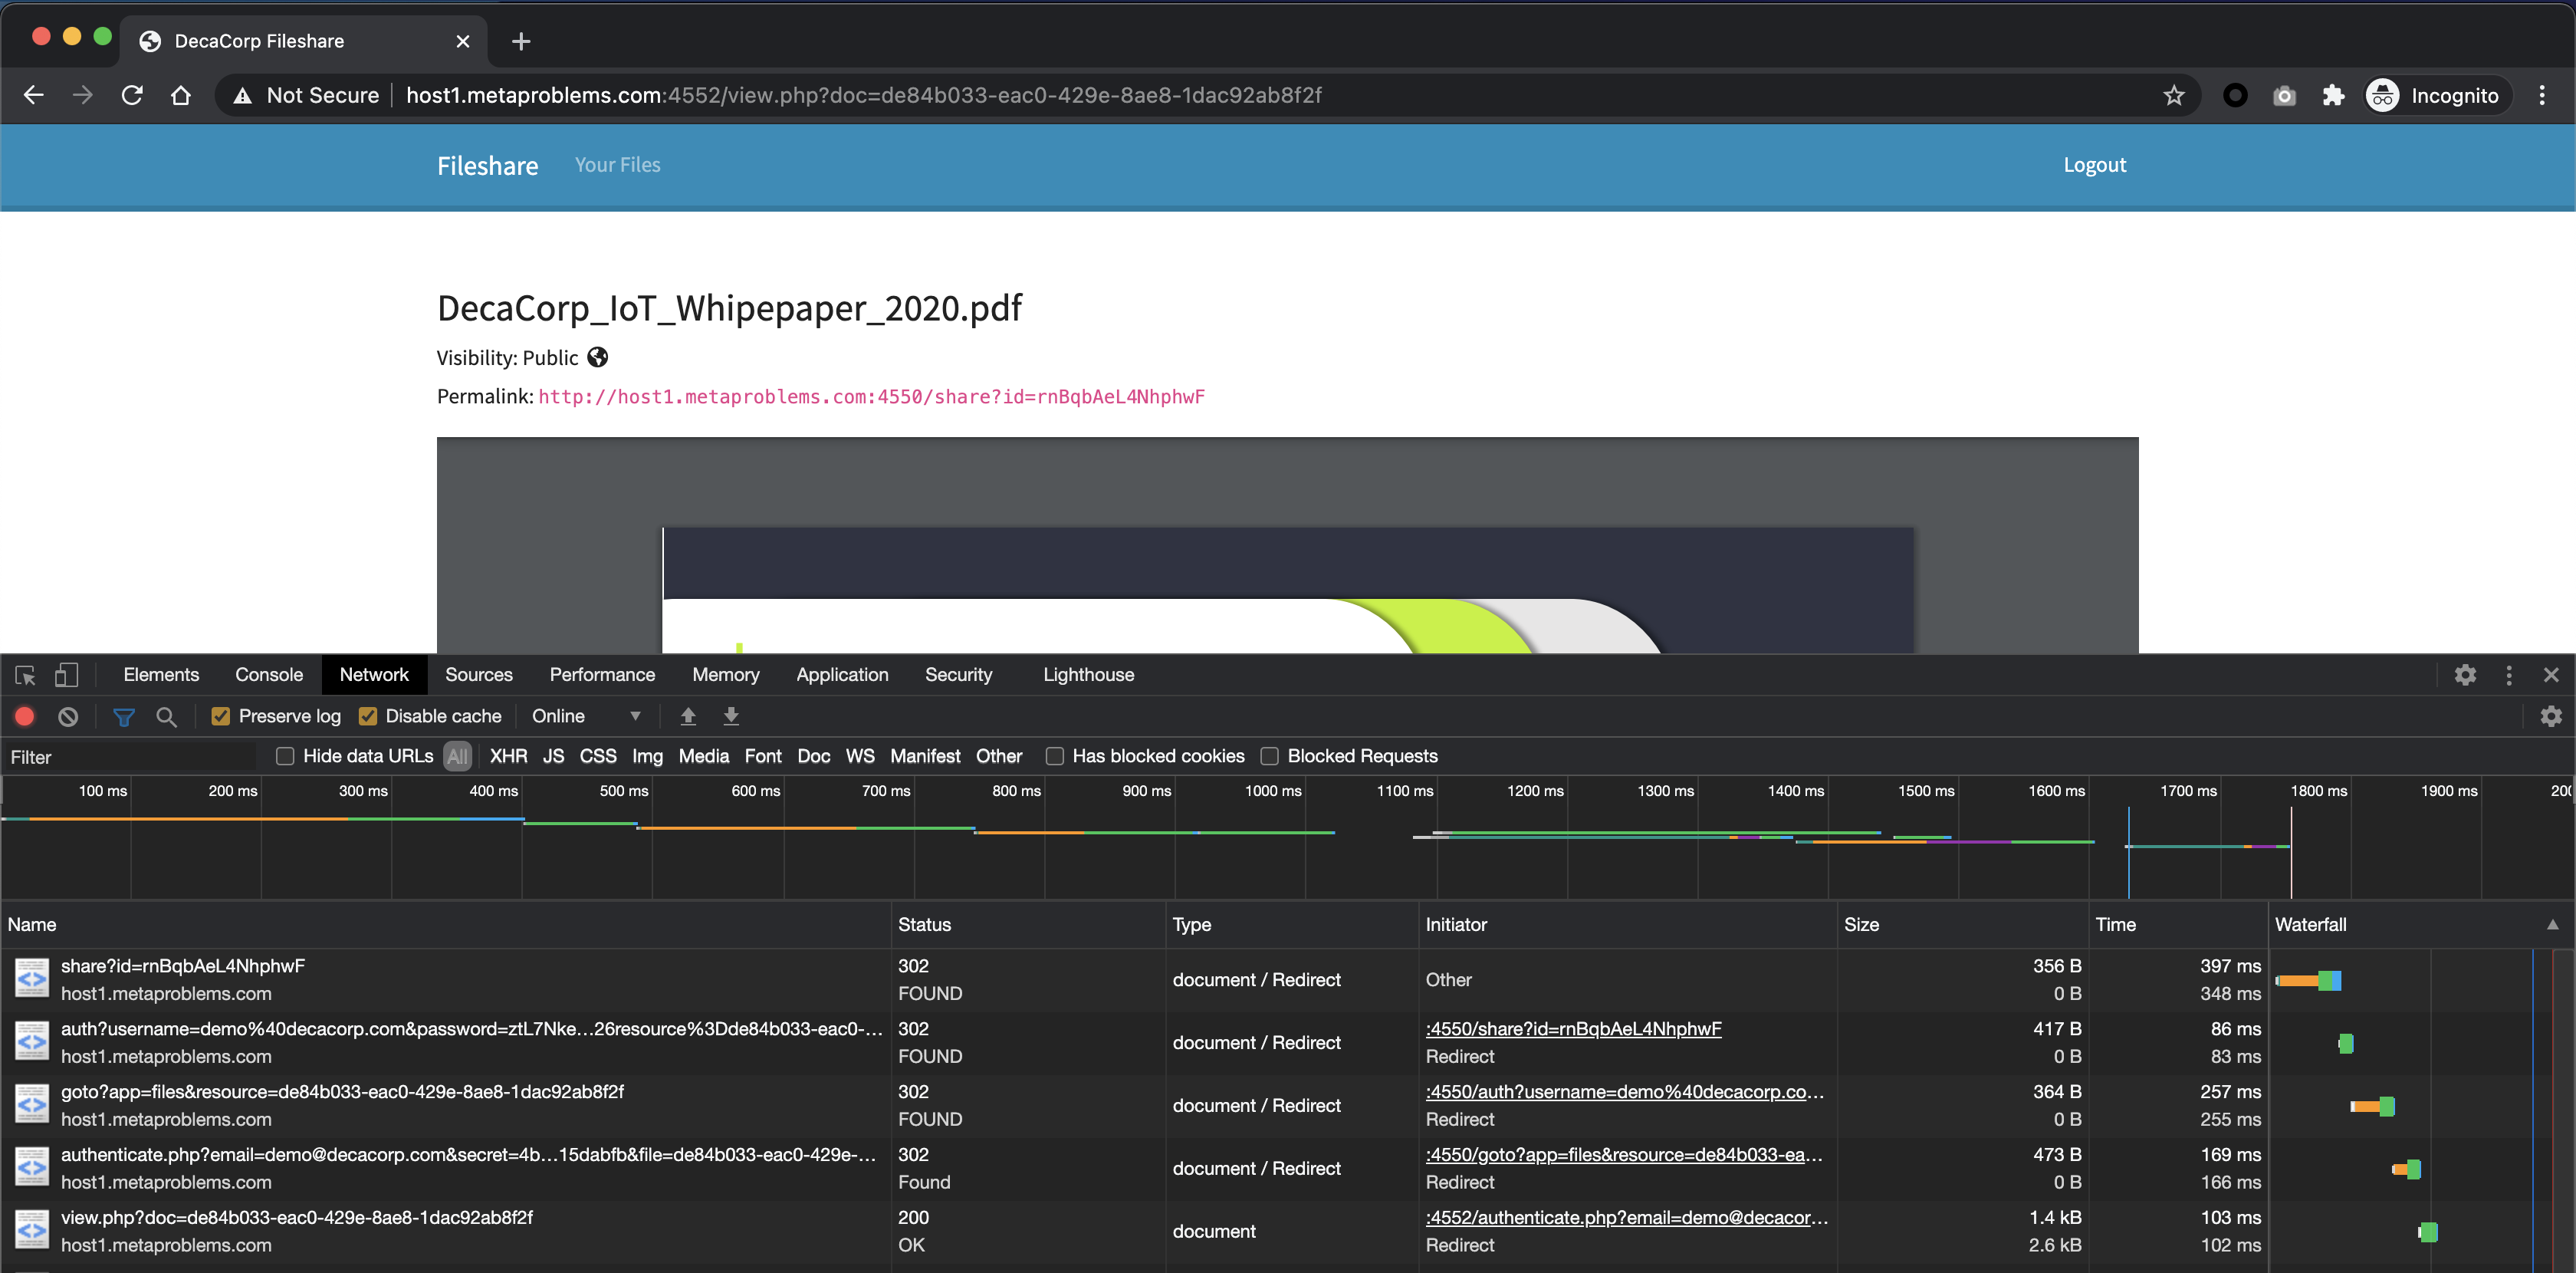 DecaCorp Fileshare
Not Secure host1.metaproblems.com:4552/view.php?doc=de84b033-eac0-429e-8ae8-1dac92ab8f2f Incognito
Fileshare Your Files Logout
DecaCorp_IoT_Whipepaper_2020.pdf
Visibility: Public
Permalink: http://host1.metaproblems.com:4550/share?id=rnBqbAeL4NhphwF
Elements Console Network Sources Performance Memory Application Security Lighthouse
Preserve log Disable cache Online
Filter Hide data URLs All XHR JS CSS Img Media Font Doc WS Manifest Other Has blocked cookies Blocked Requests
100 ms 200 ms 300 ms 400 ms 500 ms 600 ms 700 ms 800 ms 900 ms 1000 ms 1100 ms 1200 ms 1300 ms 1400 ms 1500 ms 1600 ms 1700 ms 1800 ms 1900 ms 200
Name Status Type Initiator Size Time Waterfall
share?id=rnBqbAeL4NhphwF 302 document / Redirect Other 356 B 397 ms
host1.metaproblems.com FOUND 0 B 348 ms
auth?username=demo%40decacorp.com&password=ztL7Nke…26resource%3Dde84b033-eac0-… 302 document / Redirect :4550/share?id=rnBqbAeL4NhphwF 417 B 86 ms
host1.metaproblems.com FOUND Redirect 0 B 83 ms
goto?app=files&resource=de84b033-eac0-429e-8ae8-1dac92ab8f2f 302 document / Redirect :4550/auth?username=demo%40decacorp.co… 364 B 257 ms
host1.metaproblems.com FOUND Redirect 0 B 255 ms
authenticate.php?email=demo@decacorp.com&secret=4b…15dabfb&file=de84b033-eac0-429e-… 302 document / Redirect :4550/goto?app=files&resource=de84b033-ea… 473 B 169 ms
host1.metaproblems.com Found Redirect 0 B 166 ms
view.php?doc=de84b033-eac0-429e-8ae8-1dac92ab8f2f 200 document :4552/authenticate.php?email=demo@decacor… 1.4 kB 103 ms
host1.metaproblems.com OK Redirect 2.6 kB 102 ms